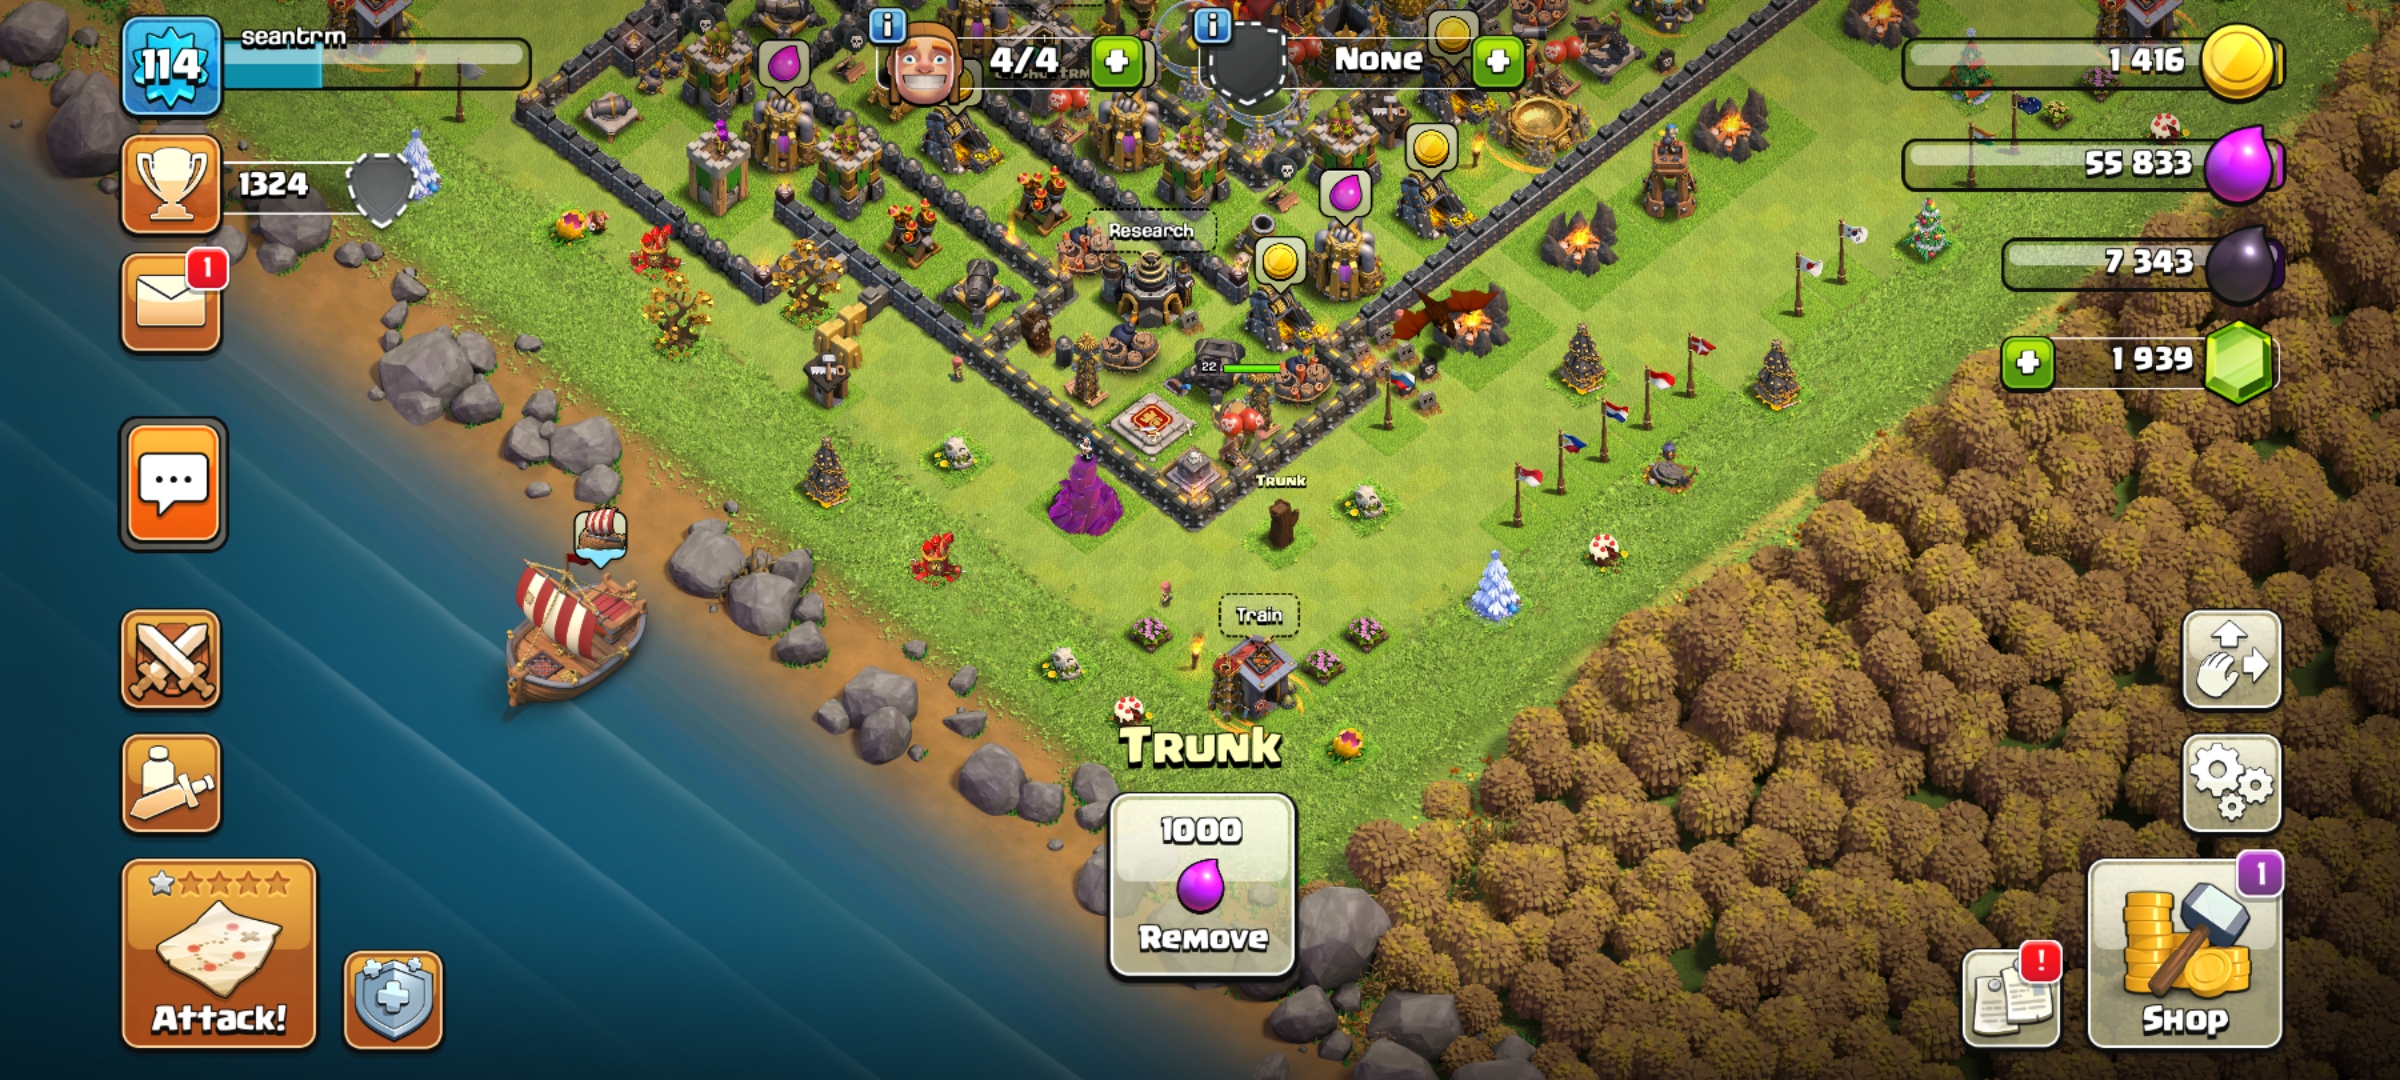 114
seantrm
4/4
None
1 416
1324
55 833
1
Research
7 343
1 939
22
Trunk
Train
Trunk
1000
Remove
Attack!
1
!
Shop